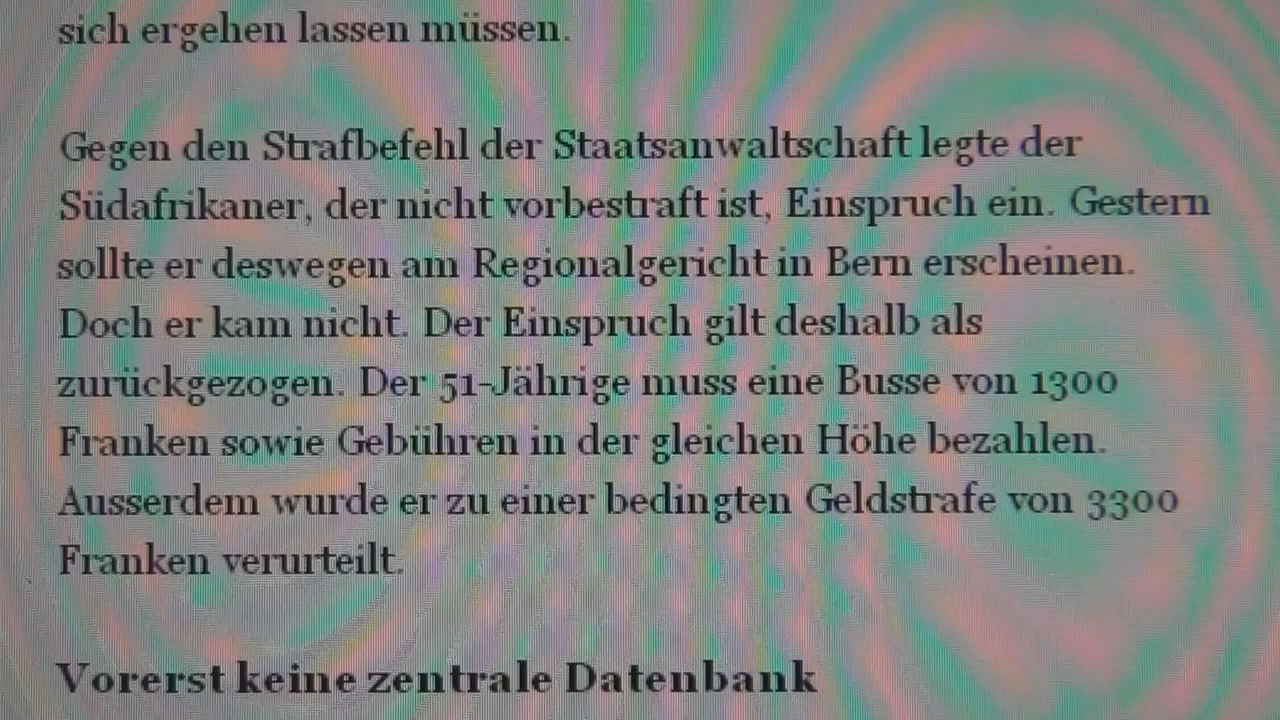 sich ergehen lassen müssen.
Gegen den Strafbefehl der Staatsanwaltschaft legte der
Südafrikaner, der nicht vorbestraft ist, Einspruch ein. Gestern
sollte er deswegen am Regionalgericht in Bern erscheinen.
Doch er kam nicht. Der Einspruch gilt deshalb als
zurückgezogen. Der 51-Jährige muss eine Busse von 1300
Franken sowie Gebühren in der gleichen Höhe bezahlen.
Ausserdem wurde er zu einer bedingten Geldstrafe von 3300
Franken verurteilt.
Vorerst keine zentrale Datenbank